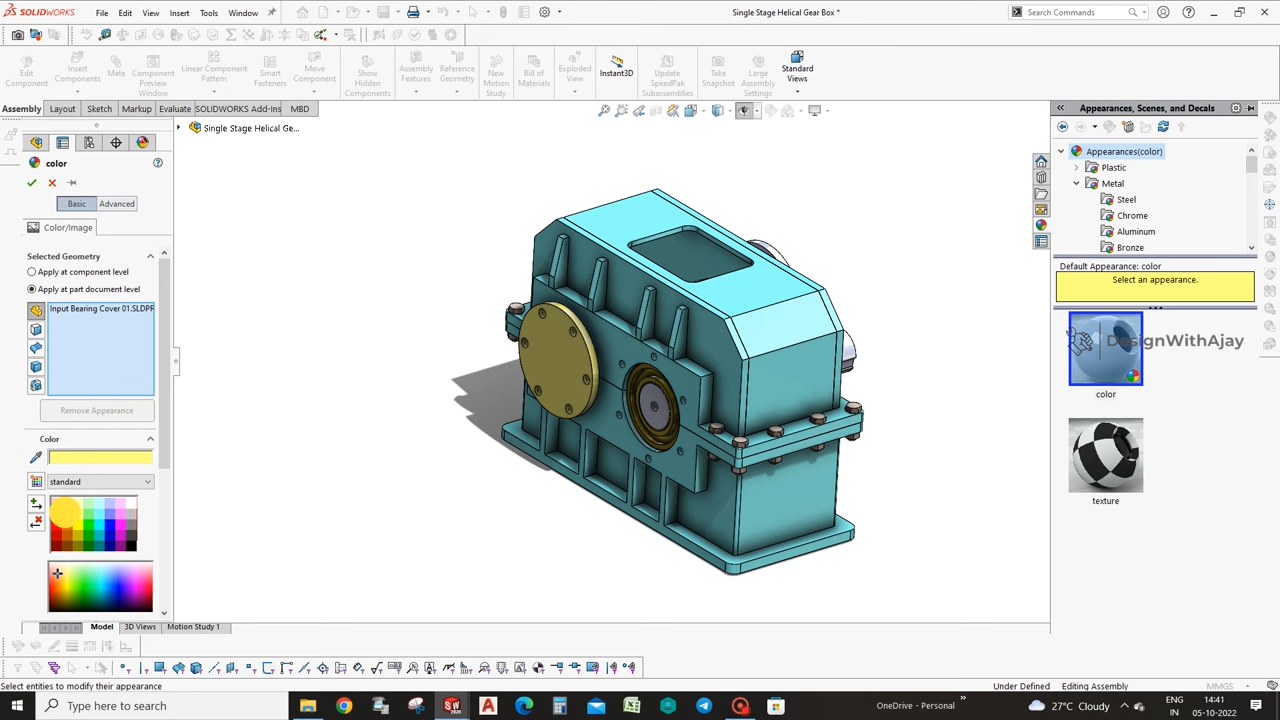 SOLIDWORKS
File
Edit
View
Insert
Tools
Window
Single Stage Helical Gear Box *
Search Commands
Edit Component
Insert Components
Mate
Component Preview Window
Linear Component Pattern
Smart Fasteners
Move Component
Show Hidden Components
Assembly Features
Reference Geometry
New Motion Study
Bill of Materials
Exploded View
Instant3D
Update SpeedPak Subassemblies
Take Snapshot
Large Assembly Settings
Standard Views
Assembly
Layout
Sketch
Markup
Evaluate
SOLIDWORKS Add-Ins
MBD
Single Stage Helical Ge...
color
Basic
Advanced
Color/Image
Selected Geometry
Apply at component level
Apply at part document level
Input Bearing Cover 01.SLDPR
Remove Appearance
Color
standard
Appearances, Scenes, and Decals
Appearances(color)
Plastic
Metal
Steel
Chrome
Aluminum
Bronze
Default Appearance: color
Select an appearance.
DesignWithAjay
color
texture
Model
3D Views
Motion Study 1
Select entities to modify their appearance
Under Defined
Editing Assembly
MMGS
Type here to search
OneDrive - Personal
27°C Cloudy
ENG
IN
14:41
05-10-2022